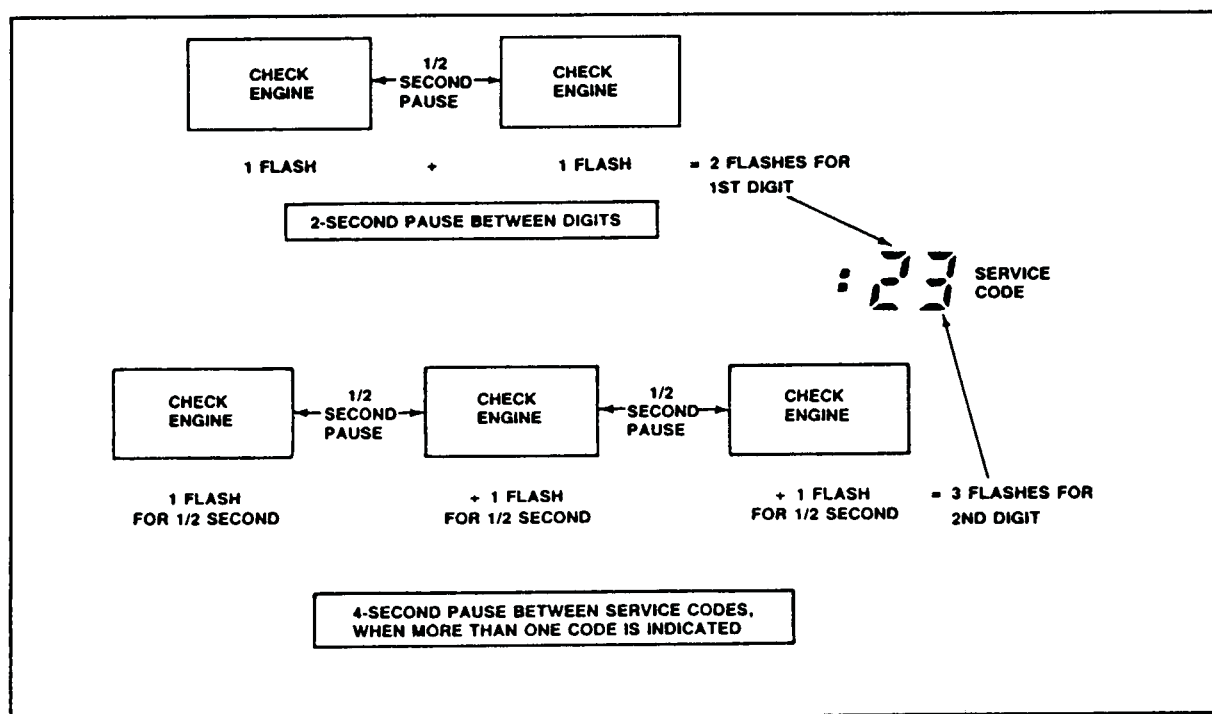 CHECK
ENGINE
1/2
SECOND
PAUSE
CHECK
ENGINE
1 FLASH + 1 FLASH = 2 FLASHES FOR
1ST DIGIT
2-SECOND PAUSE BETWEEN DIGITS
:23
SERVICE
CODE
CHECK
ENGINE
1/2
SECOND
PAUSE
CHECK
ENGINE
1/2
SECOND
PAUSE
CHECK
ENGINE
1 FLASH
FOR 1/2 SECOND
+ 1 FLASH
FOR 1/2 SECOND
+ 1 FLASH
FOR 1/2 SECOND
= 3 FLASHES FOR
2ND DIGIT
4-SECOND PAUSE BETWEEN SERVICE CODES,
WHEN MORE THAN ONE CODE IS INDICATED